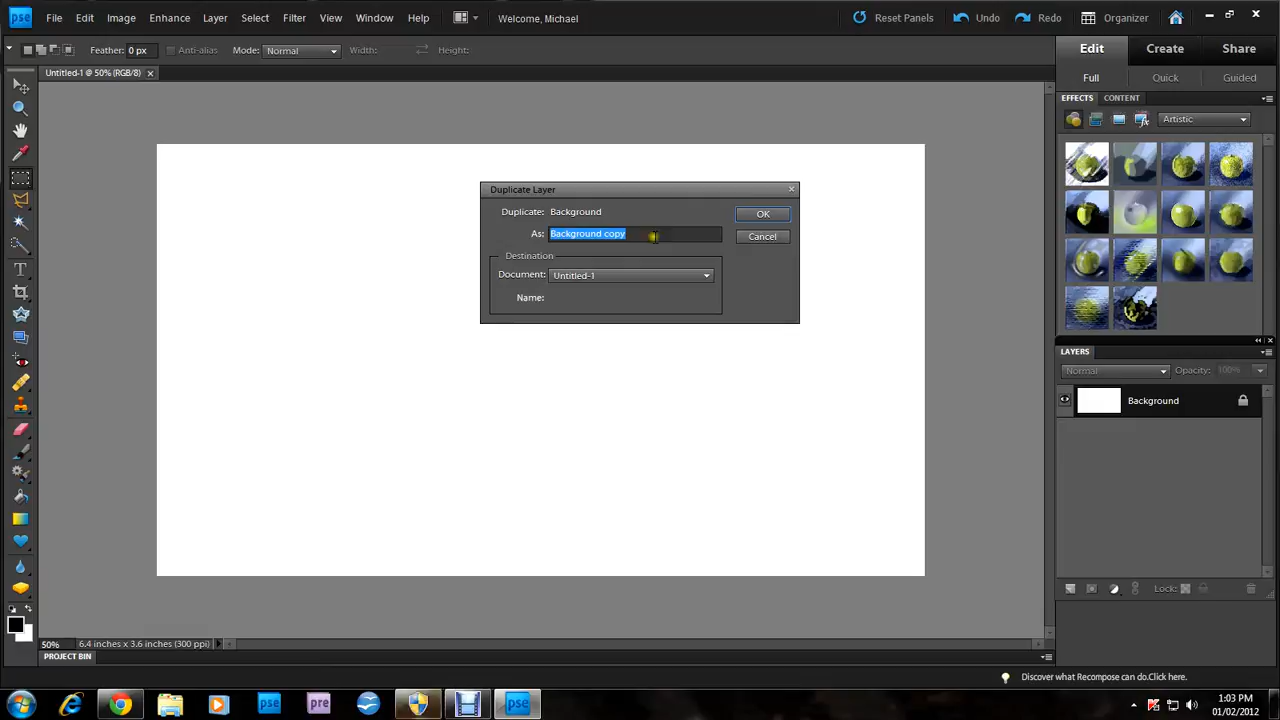 pse File Edit Image Enhance Layer Select Filter View Window Help Welcome, Michael Reset Panels Undo Redo Organizer
Feather: 0 px Anti-alias Mode: Normal Width: Height:
Edit Create Share
Untitled-1 @ 50% (RGB/8)
Full Quick Guided
EFFECTS CONTENT
Artistic
Duplicate Layer
Duplicate: Background
OK
As: Background copy
Cancel
Destination
Document: Untitled-1
Name:
LAYERS
Normal Opacity: 100%
Background
Lock:
50% 6.4 inches x 3.6 inches (300 ppi)
PROJECT BIN
Discover what Recompose can do.Click here.
pse pre pse
1:03 PM
01/02/2012